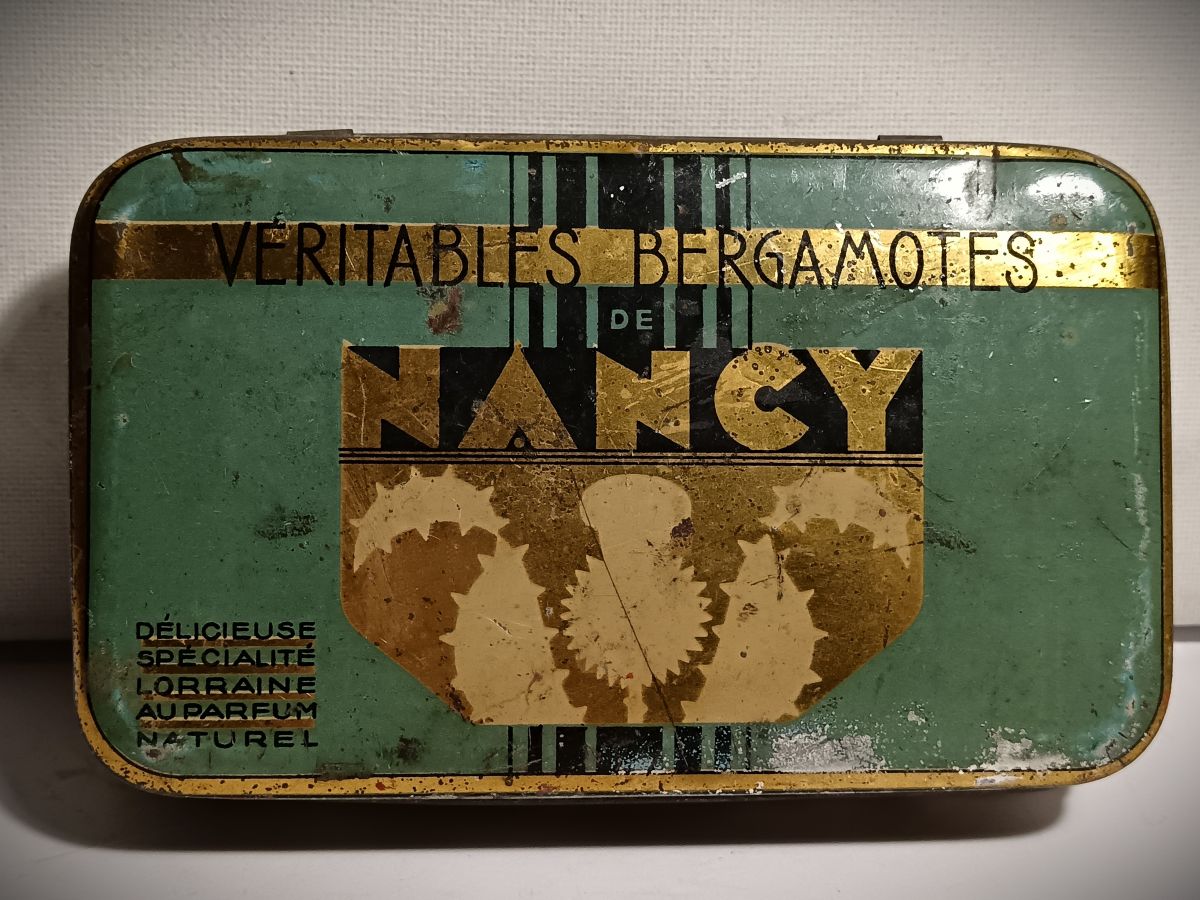 VÉRITABLES BERGAMOTES
DE
NANCY
DÉLICIEUSE
SPÉCIALITÉ
LORRAINE
AU PARFUM
NATUREL